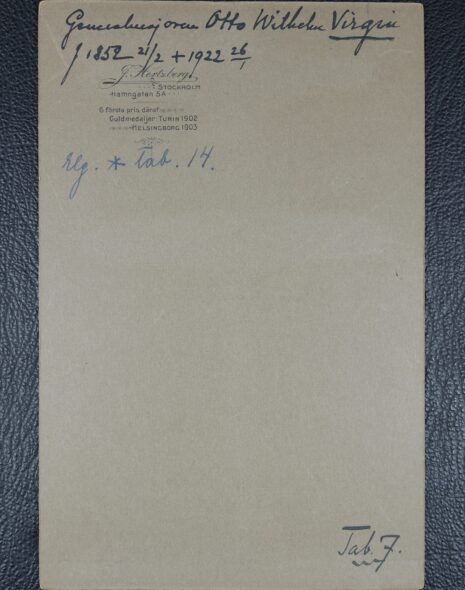 Generalmajoren Otto Wilhelm Virgin
f 1852 21/2 + 1922 26/1
J. Hertzberg,
STOCKHOLM
Hamngatan 5A
6 första pris, däraf
Guldmedaljer: TURIN 1902
HELSINGBORG 1903
Elg. * Tab. 14.
Tab. 7.